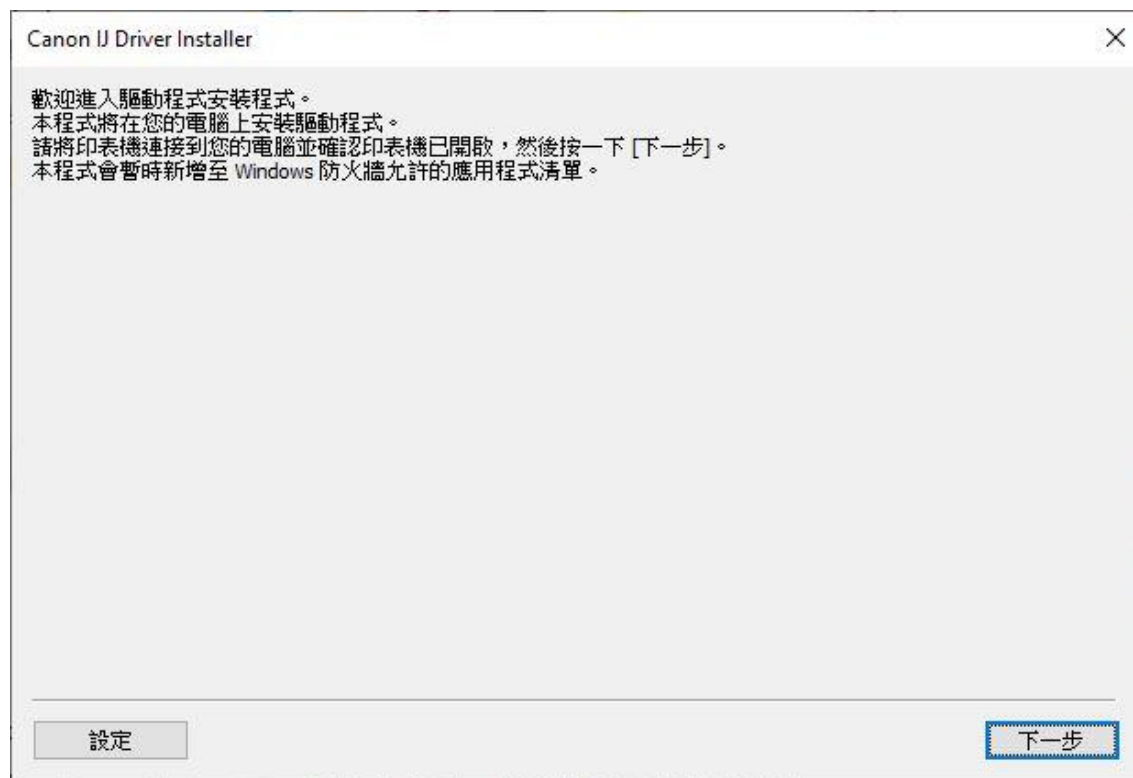 Canon IJ Driver Installer
歡迎進入驅動程式安裝程式。
本程式將在您的電腦上安裝驅動程式。
請將印表機連接到您的電腦並確認印表機已開啟，然後按一下 [下一步]。
本程式會暫時新增至 Windows 防火牆允許的應用程式清單。
設定
下一步